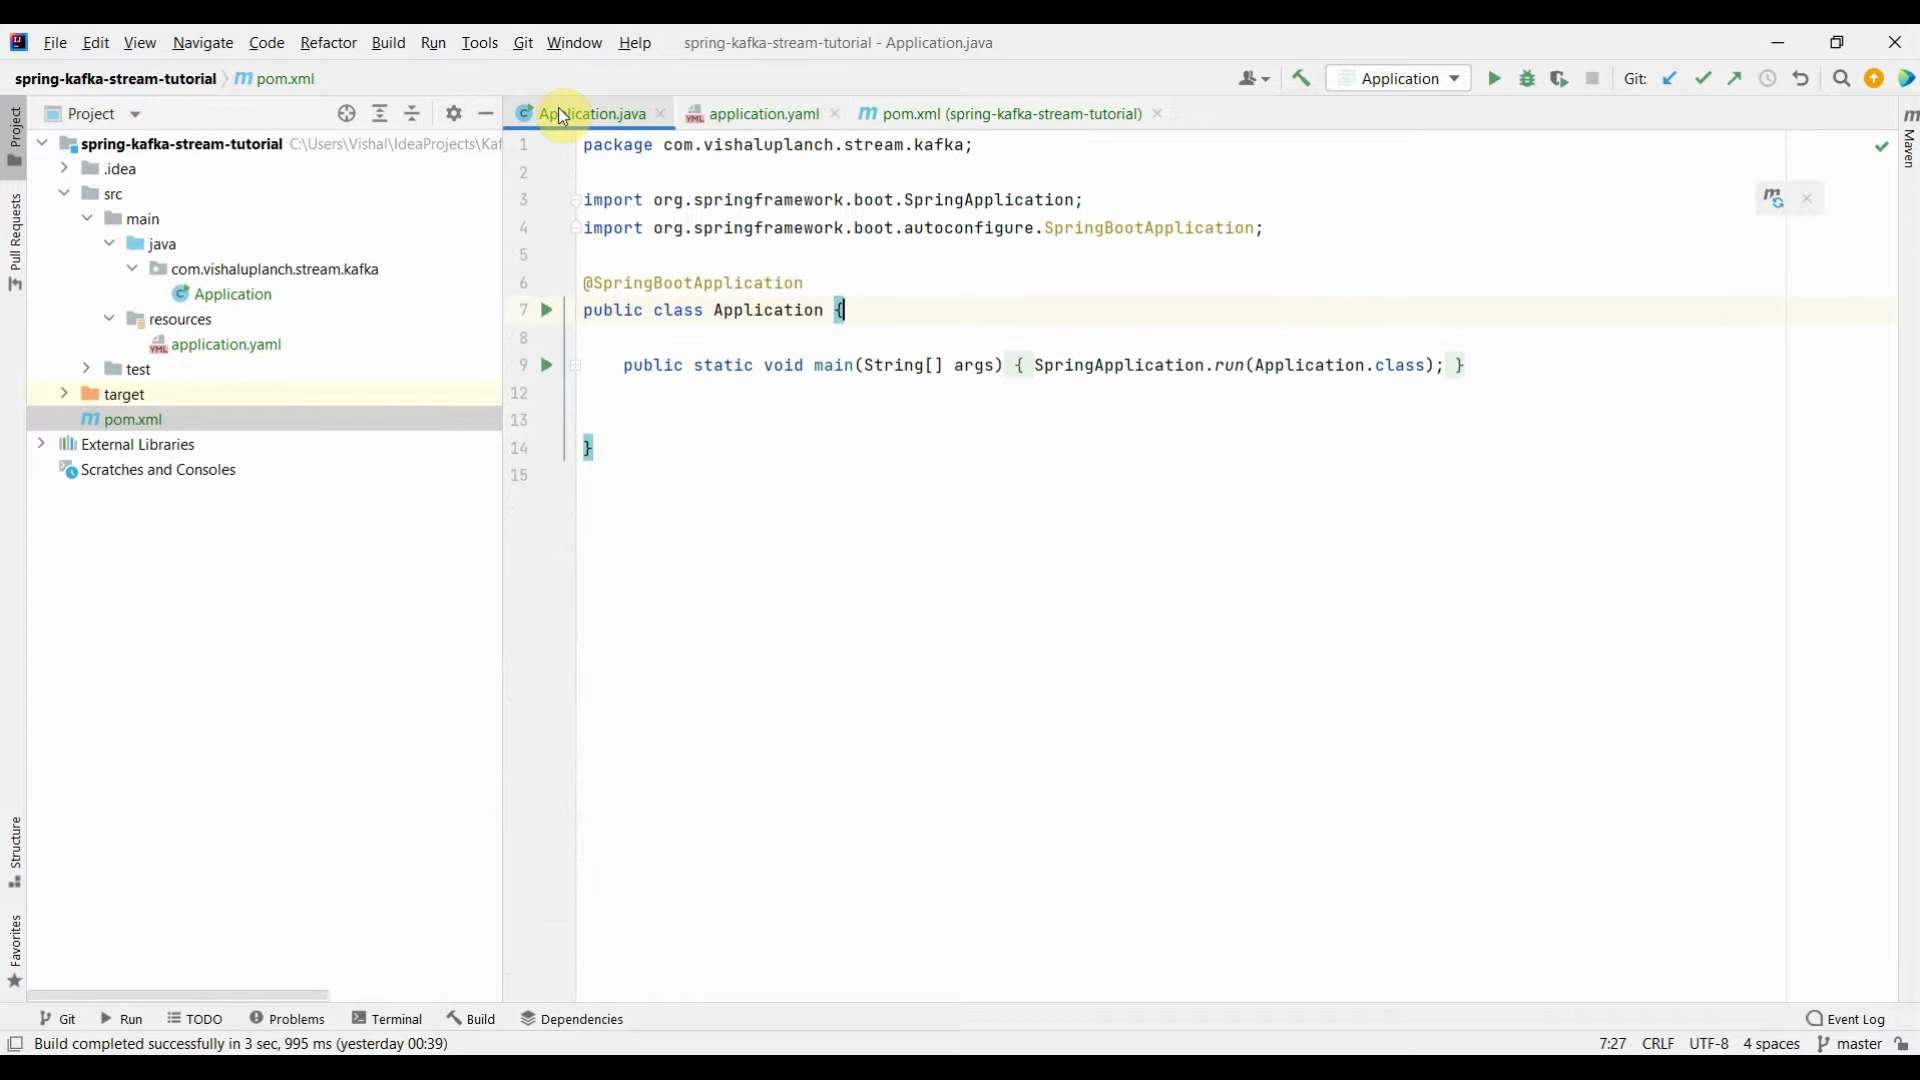 File Edit View Navigate Code Refactor Build Run Tools Git Window Help spring-kafka-stream-tutorial - Application.java
spring-kafka-stream-tutorial pom.xml Application Git:
Project Application.java application.yaml pom.xml (spring-kafka-stream-tutorial)
spring-kafka-stream-tutorial C:\Users\Vishal\IdeaProjects\Kaf
.idea
src
main
java
com.vishaluplanch.stream.kafka
Application
resources
application.yaml
test
target
pom.xml
External Libraries
Scratches and Consoles
1 package com.vishaluplanch.stream.kafka;
2
3 import org.springframework.boot.SpringApplication;
4 import org.springframework.boot.autoconfigure.SpringBootApplication;
5
6 @SpringBootApplication
7 public class Application {
8
9 public static void main(String[] args) { SpringApplication.run(Application.class); }
12
13
14 }
15
Project
Pull Requests
Structure
Favorites
Maven
Git Run TODO Problems Terminal Build Dependencies Event Log
Build completed successfully in 3 sec, 995 ms (yesterday 00:39) 7:27 CRLF UTF-8 4 spaces master